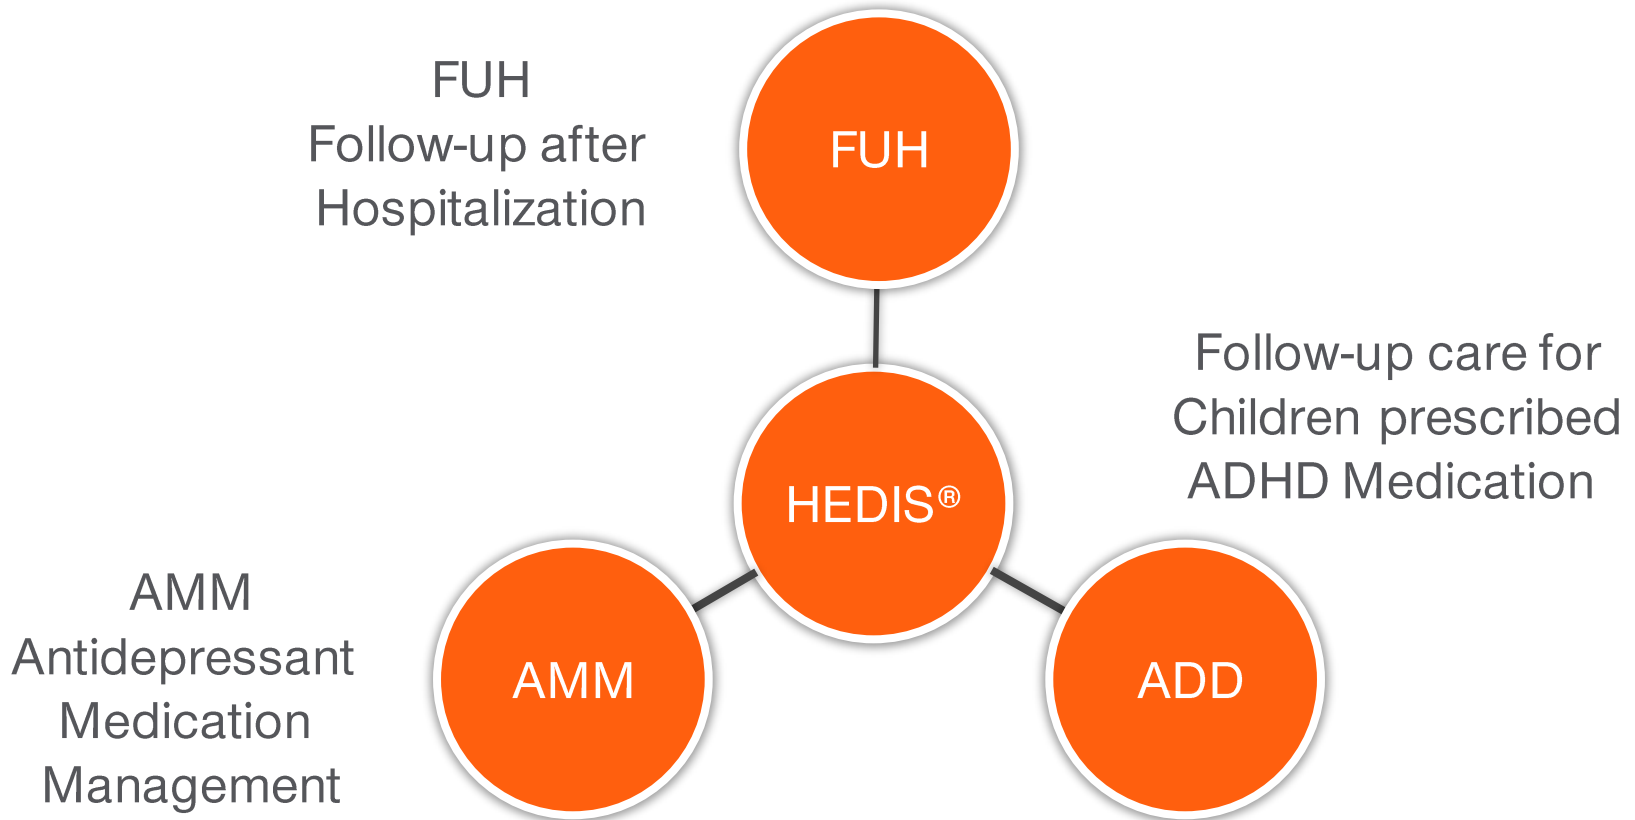 FUH
Follow-up after
Hospitalization
FUH
Follow-up care for
Children prescribed
ADHD Medication
HEDIS®
AMM
Antidepressant
Medication
Management
AMM
ADD